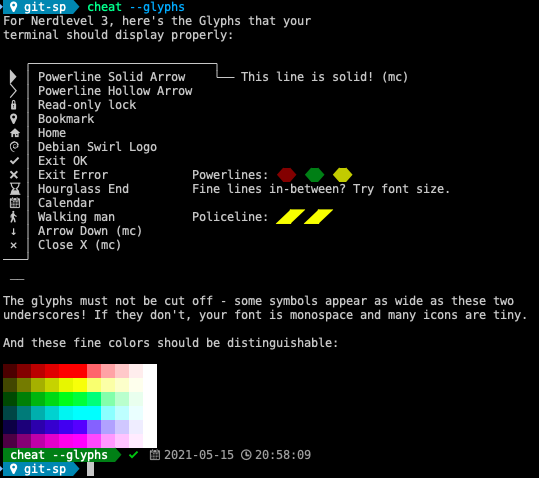 git-sp cheat --glyphs
For Nerdlevel 3, here's the Glyphs that your
terminal should display properly:
Powerline Solid Arrow This line is solid! (mc)
Powerline Hollow Arrow
Read-only lock
Bookmark
Home
Debian Swirl Logo
Exit OK
Exit Error Powerlines:
Hourglass End Fine lines in-between? Try font size.
Calendar
Walking man Policeline:
↓ Arrow Down (mc)
× Close X (mc)
__
The glyphs must not be cut off - some symbols appear as wide as these two
underscores! If they don't, your font is monospace and many icons are tiny.
And these fine colors should be distinguishable:
cheat --glyphs ✓ 2021-05-15 20:58:09
git-sp